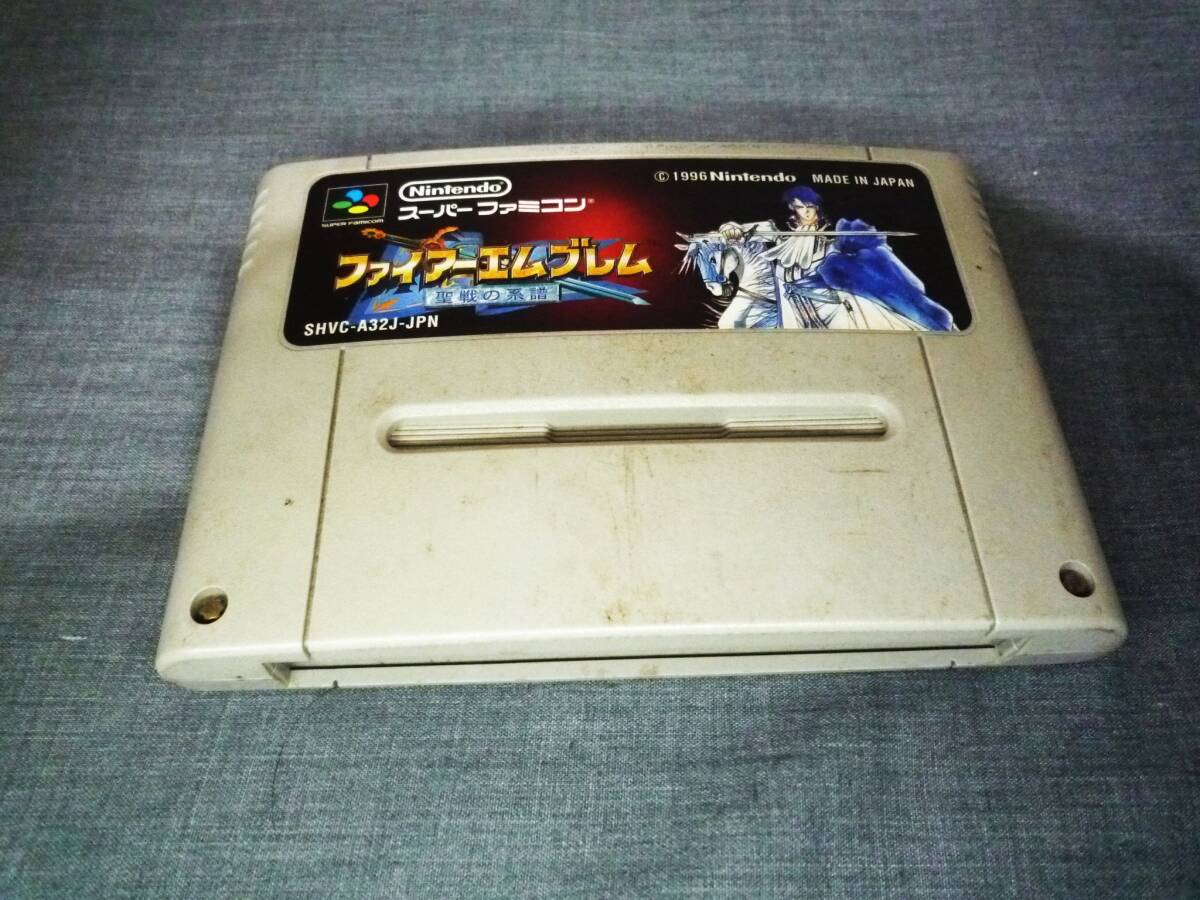 SUPER FAMICOM
Nintendo
スーパーファミコン®
© 1996 Nintendo MADE IN JAPAN
ファイアーエムブレム
聖戦の系譜
SHVC-A32J-JPN